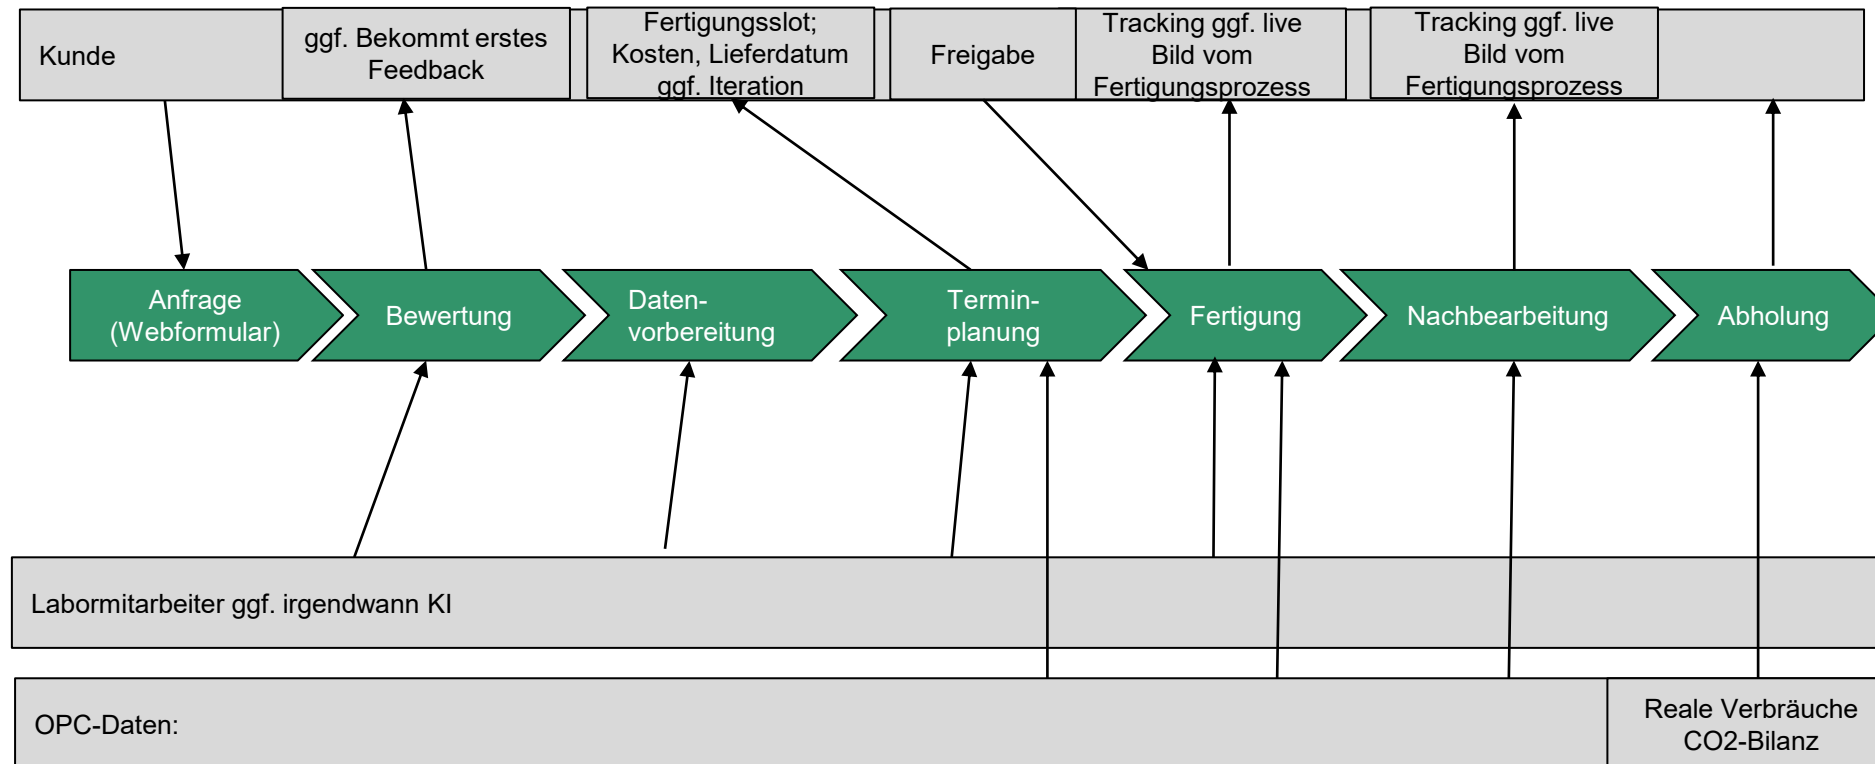 Kunde
ggf. Bekommt erstes
Feedback
Fertigungsslot;
Kosten, Lieferdatum
ggf. Iteration
Freigabe
Tracking ggf. live
Bild vom
Fertigungsprozess
Tracking ggf. live
Bild vom
Fertigungsprozess
Anfrage
(Webformular)
Bewertung
Daten-
vorbereitung
Termin-
planung
Fertigung
Nachbearbeitung
Abholung
Labormitarbeiter ggf. irgendwann KI
OPC-Daten:
Reale Verbräuche
CO2-Bilanz